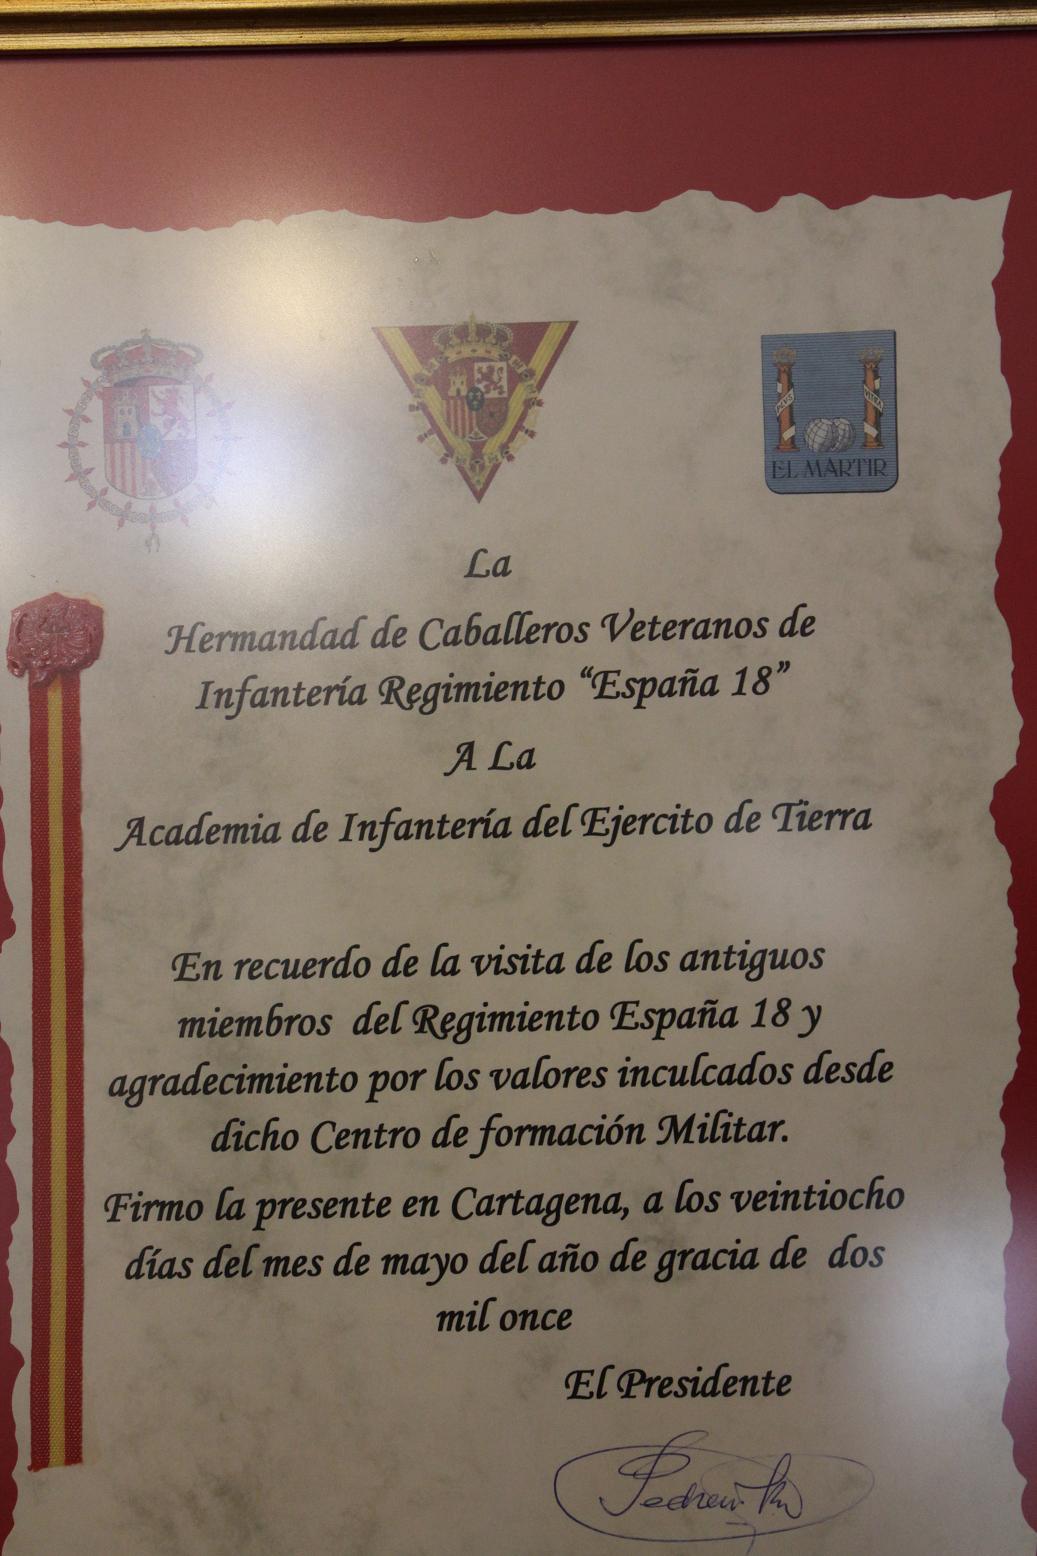 PLVS VLTRA
EL MARTIR
La
Hermandad de Caballeros Veteranos de
Infantería Regimiento “España 18”
A La
Academia de Infantería del Ejercito de Tierra
En recuerdo de la visita de los antiguos
miembros del Regimiento España 18 y
agradecimiento por los valores inculcados desde
dicho Centro de formación Militar.
Firmo la presente en Cartagena, a los veintiocho
días del mes de mayo del año de gracia de dos
mil once
El Presidente